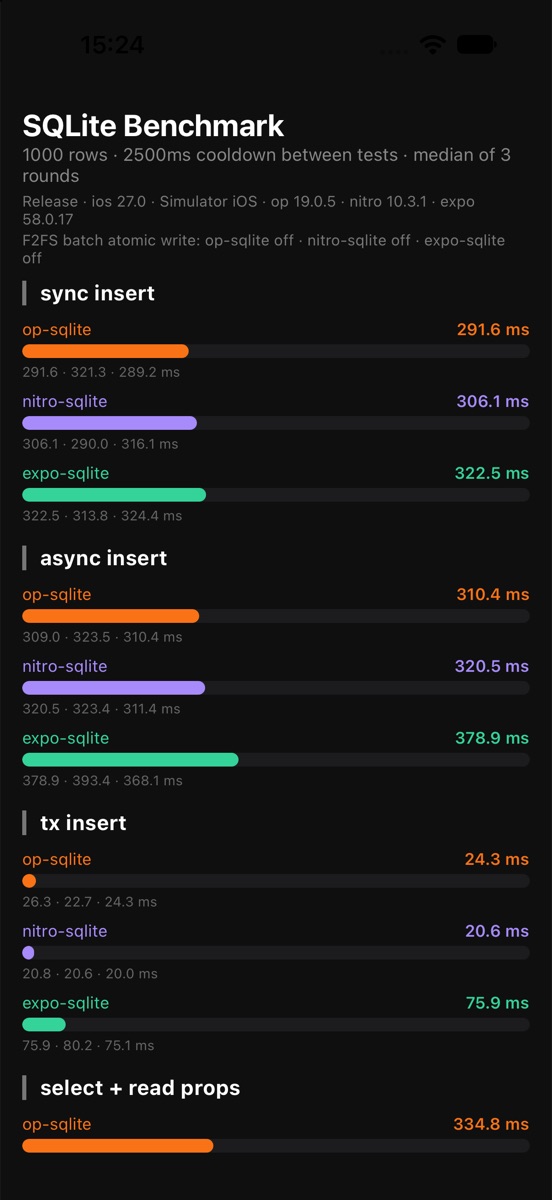 15:24
SQLite Benchmark
1000 rows · 2500ms cooldown between tests · median of 3
rounds
Release · ios 27.0 · Simulator iOS · op 19.0.5 · nitro 10.3.1 · expo
58.0.17
F2FS batch atomic write: op-sqlite off · nitro-sqlite off · expo-sqlite
off
sync insert
op-sqlite 291.6 ms
291.6 · 321.3 · 289.2 ms
nitro-sqlite 306.1 ms
306.1 · 290.0 · 316.1 ms
expo-sqlite 322.5 ms
322.5 · 313.8 · 324.4 ms
async insert
op-sqlite 310.4 ms
309.0 · 323.5 · 310.4 ms
nitro-sqlite 320.5 ms
320.5 · 323.4 · 311.4 ms
expo-sqlite 378.9 ms
378.9 · 393.4 · 368.1 ms
tx insert
op-sqlite 24.3 ms
26.3 · 22.7 · 24.3 ms
nitro-sqlite 20.6 ms
20.8 · 20.6 · 20.0 ms
expo-sqlite 75.9 ms
75.9 · 80.2 · 75.1 ms
select + read props
op-sqlite 334.8 ms